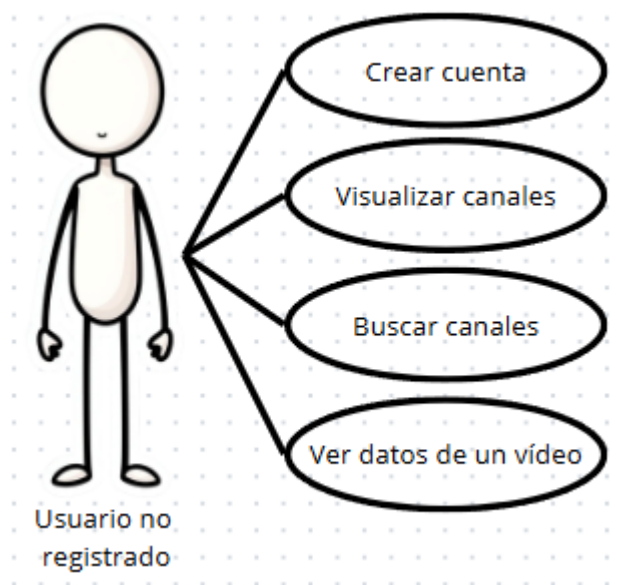 Crear cuenta
Visualizar canales
Buscar canales
Ver datos de un vídeo
Usuario no
registrado